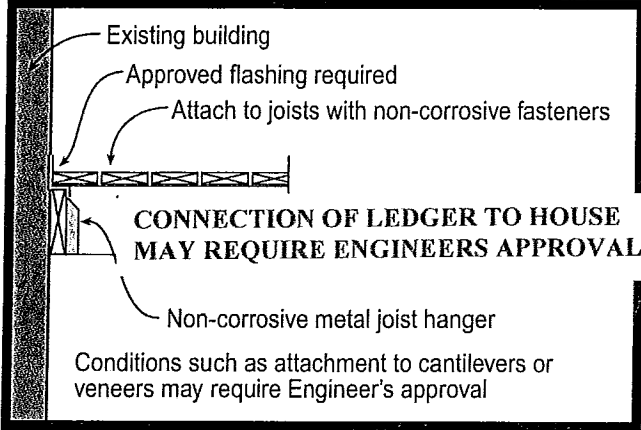 Existing building
Approved flashing required
Attach to joists with non-corrosive fasteners
CONNECTION OF LEDGER TO HOUSE
MAY REQUIRE ENGINEERS APPROVAL
Non-corrosive metal joist hanger
Conditions such as attachment to cantilevers or
veneers may require Engineer's approval